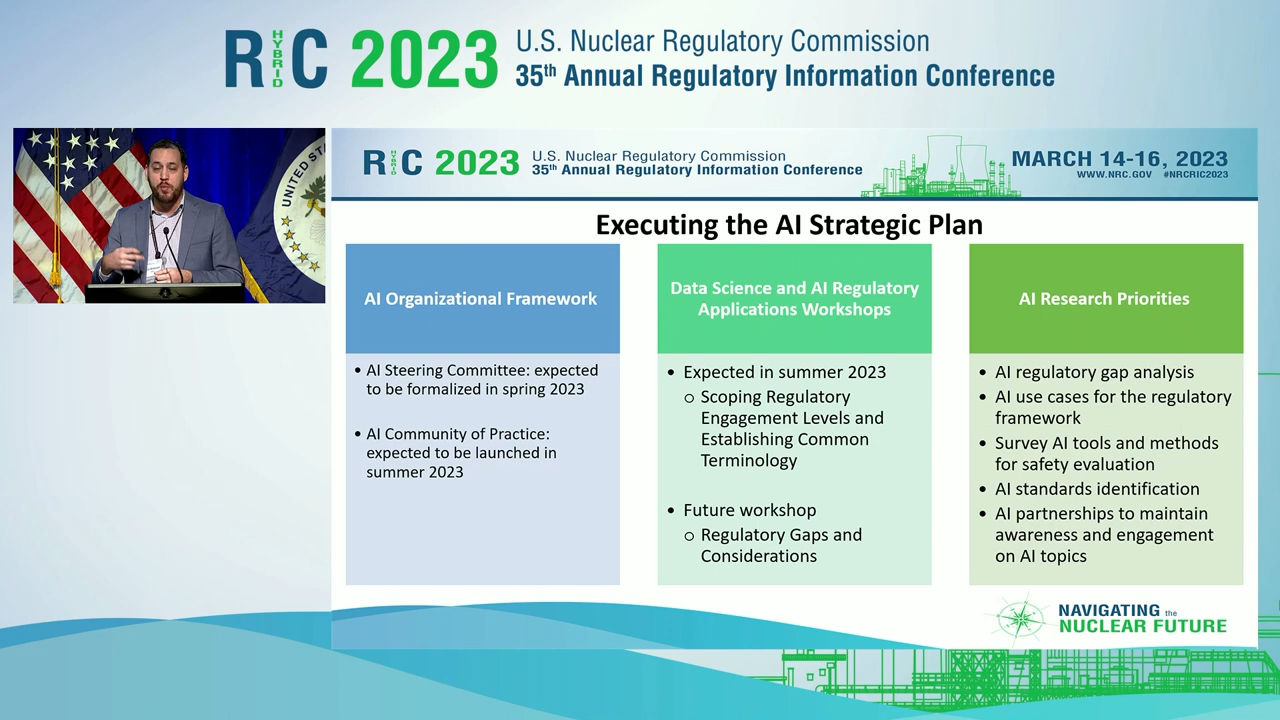 RIC 2023
HYBRID
U.S. Nuclear Regulatory Commission
35th Annual Regulatory Information Conference
UNITED STA
RIC 2023
HYBRID
U.S. Nuclear Regulatory Commission
35th Annual Regulatory Information Conference
MARCH 14-16, 2023
WWW.NRC.GOV #NRCRIC2023
Executing the AI Strategic Plan
AI Organizational Framework
• AI Steering Committee: expected
to be formalized in spring 2023
• AI Community of Practice:
expected to be launched in
summer 2023
Data Science and AI Regulatory
Applications Workshops
• Expected in summer 2023
o Scoping Regulatory
Engagement Levels and
Establishing Common
Terminology
• Future workshop
o Regulatory Gaps and
Considerations
AI Research Priorities
• AI regulatory gap analysis
• AI use cases for the regulatory
framework
• Survey AI tools and methods
for safety evaluation
• AI standards identification
• AI partnerships to maintain
awareness and engagement
on AI topics
NAVIGATING the
NUCLEAR FUTURE